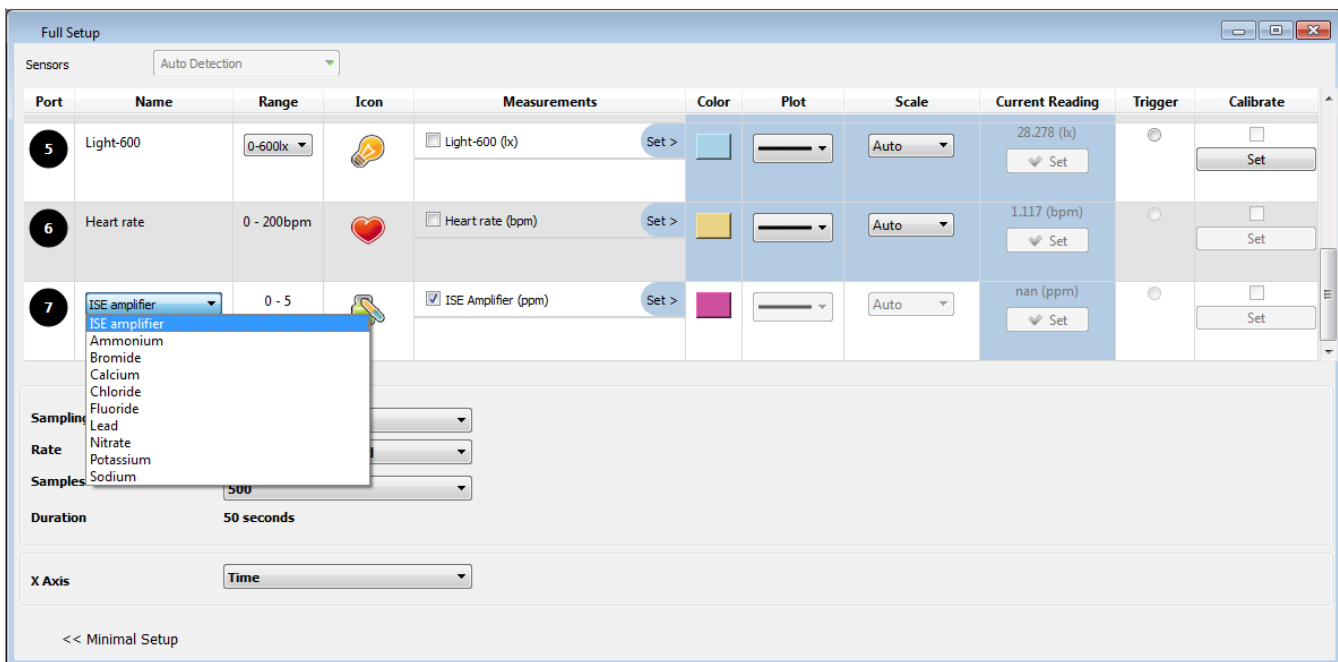 Full Setup
Sensors Auto Detection
Port Name Range Icon Measurements Color Plot Scale Current Reading Trigger Calibrate
5 Light-600 0-600lx Light-600 (lx) Set > Auto 28.278 (lx)
Set Set
6 Heart rate 0 - 200bpm Heart rate (bpm) Set > Auto 1.117 (bpm)
Set Set
7 ISE amplifier 0 - 5 ISE Amplifier (ppm) Set > Auto nan (ppm)
Set Set
ISE amplifier
Ammonium
Bromide
Calcium
Chloride
Fluoride
Lead
Nitrate
Potassium
Sodium
Sampling
Rate
Samples 500
Duration 50 seconds
X Axis Time
<< Minimal Setup